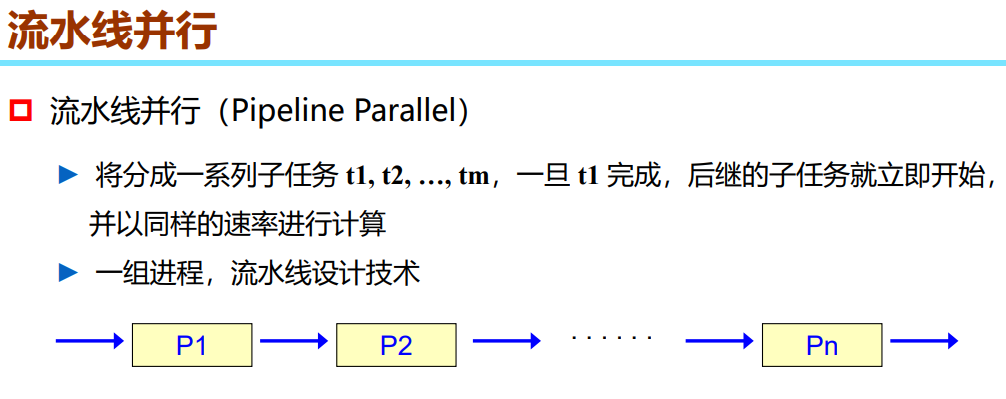 流水线并行
流水线并行（Pipeline Parallel）
将分成一系列子任务 t1, t2, …, tm，一旦 t1 完成，后继的子任务就立即开始，
并以同样的速率进行计算
一组进程，流水线设计技术
P1 P2 ······ Pn